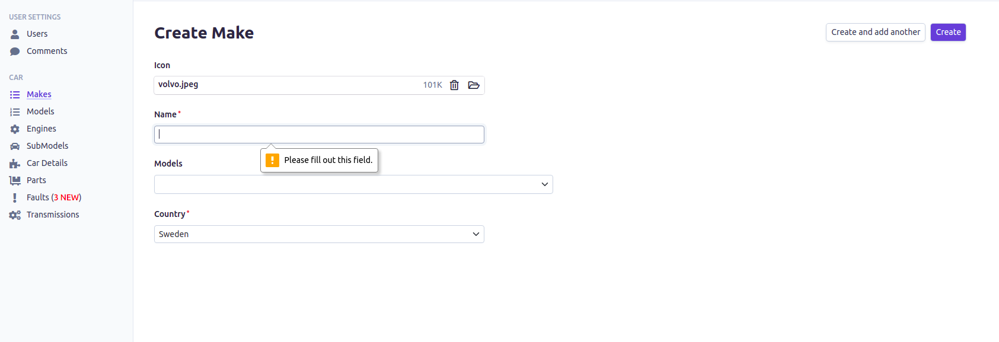 USER SETTINGS
Users
Comments
CAR
Makes
Models
Engines
SubModels
Car Details
Parts
Faults (3 NEW)
Transmissions
Create Make
Create and add another
Create
Icon
volvo.jpeg 101K
Name*
Please fill out this field.
Models
Country*
Sweden